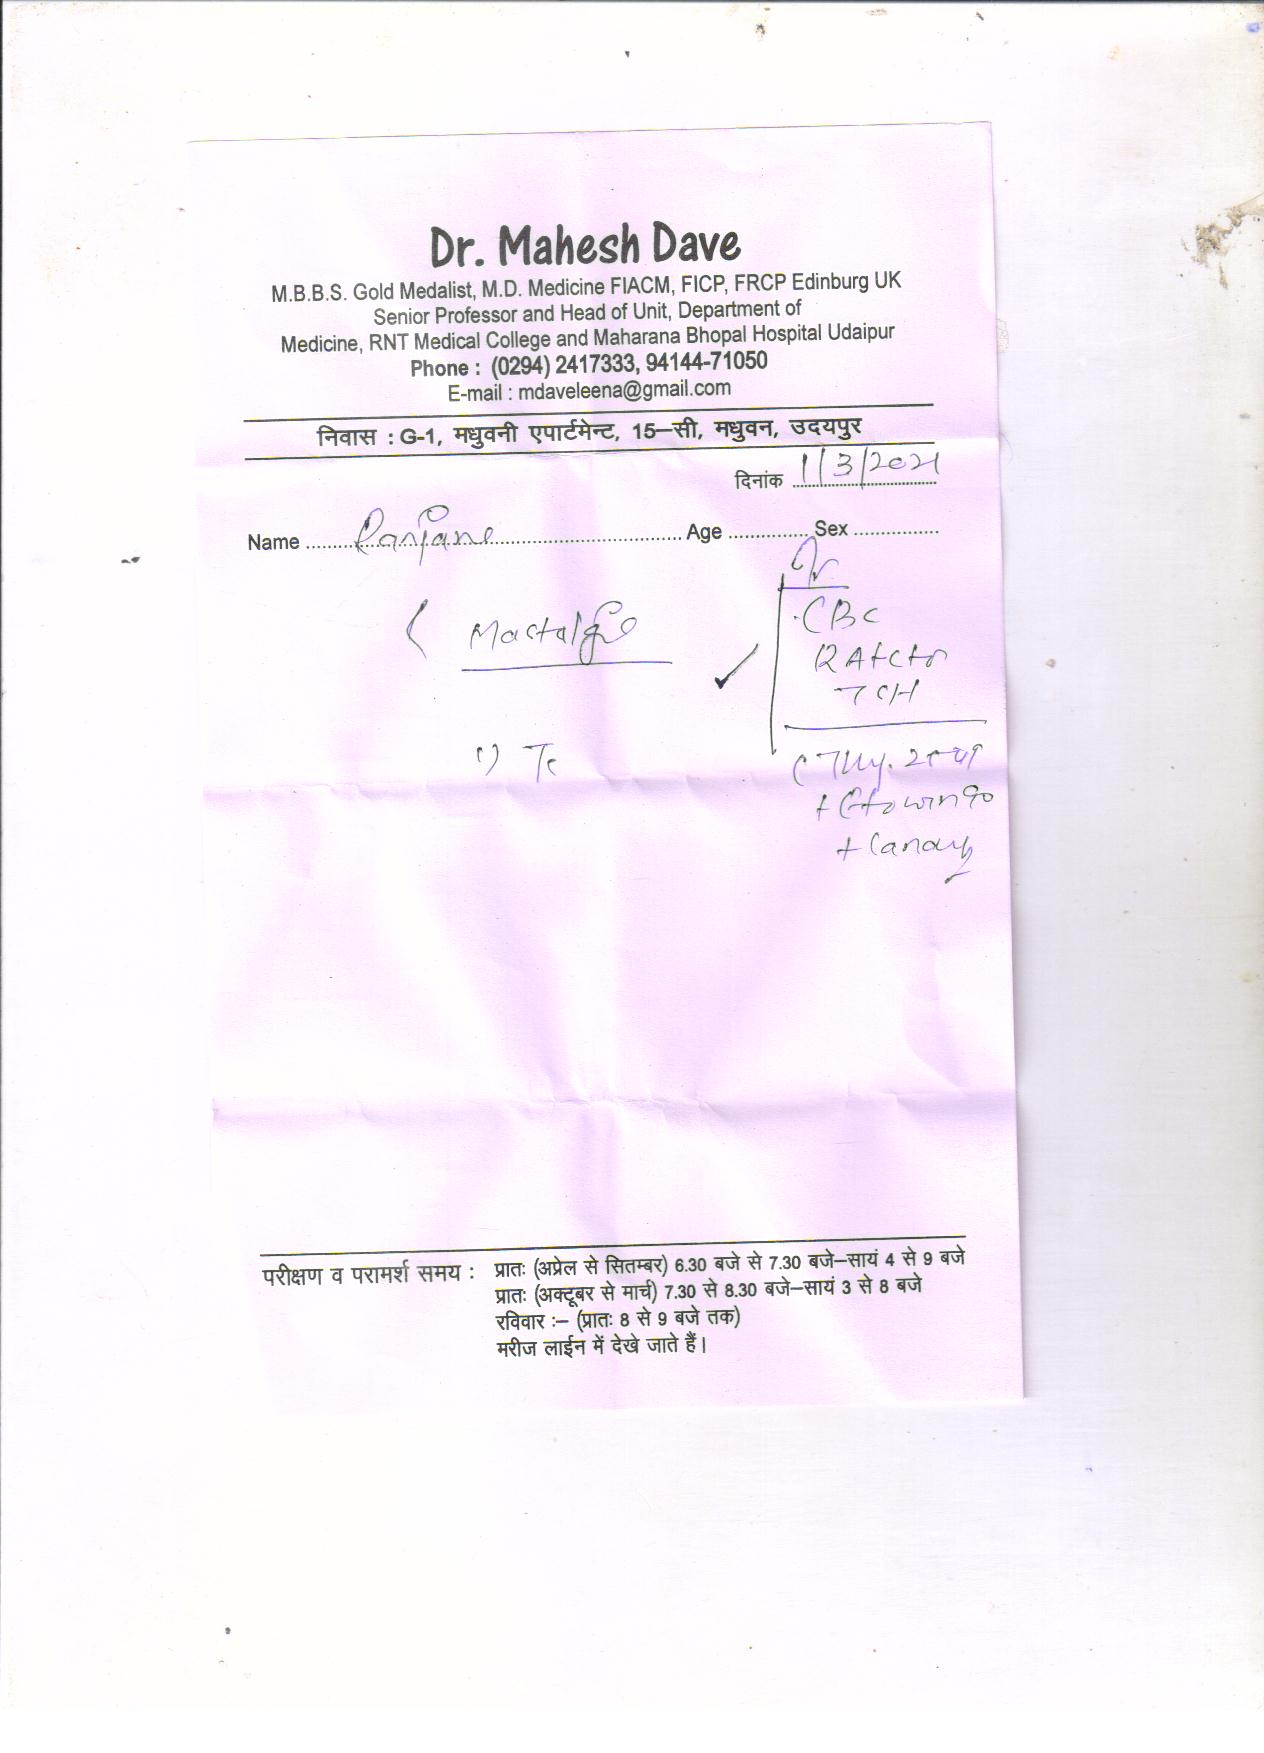 Dr. Mahesh Dave
M.B.B.S. Gold Medalist, M.D. Medicine FIACM, FICP, FRCP Edinburg UK
Senior Professor and Head of Unit, Department of
Medicine, RNT Medical College and Maharana Bhopal Hospital Udaipur
Phone : (0294) 2417333, 94144-71050
E-mail : mdaveleena@gmail.com
निवास : G-1, मधुवनी एपार्टमेन्ट, 15–सी, मधुवन, उदयपुर
दिनांक 1/3/2021
Name Age Sex
CBC
परीक्षण व परामर्श समय : प्रातः (अप्रेल से सितम्बर) 6.30 बजे से 7.30 बजे–सायं 4 से 9 बजे
प्रातः (अक्टूबर से मार्च) 7.30 से 8.30 बजे–सायं 3 से 8 बजे
रविवार :– (प्रातः 8 से 9 बजे तक)
मरीज लाईन में देखे जाते हैं।